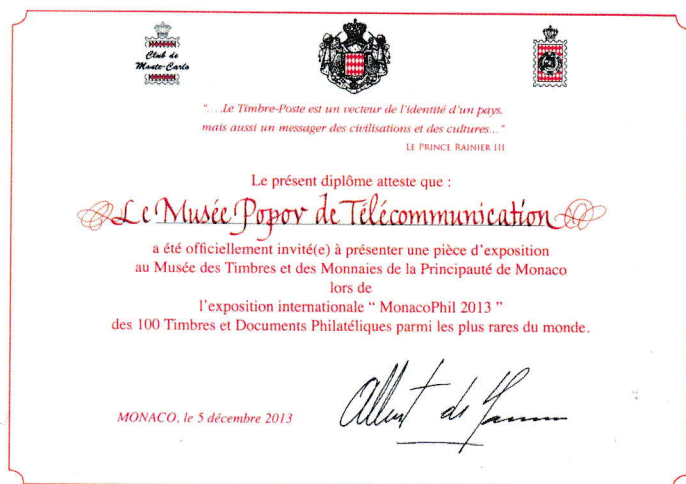 Club de
Monte-Carlo
"....Le Timbre-Poste est un vecteur de l'identité d'un pays,
mais aussi un messager des civilisations et des cultures..."
LE PRINCE RAINIER III
Le présent diplôme atteste que :
Le Musée Popov de Télécommunication
a été officiellement invité(e) à présenter une pièce d'exposition
au Musée des Timbres et des Monnaies de la Principauté de Monaco
lors de
l'exposition internationale " MonacoPhil 2013 "
des 100 Timbres et Documents Philatéliques parmi les plus rares du monde.
MONACO, le 5 décembre 2013
Albert de